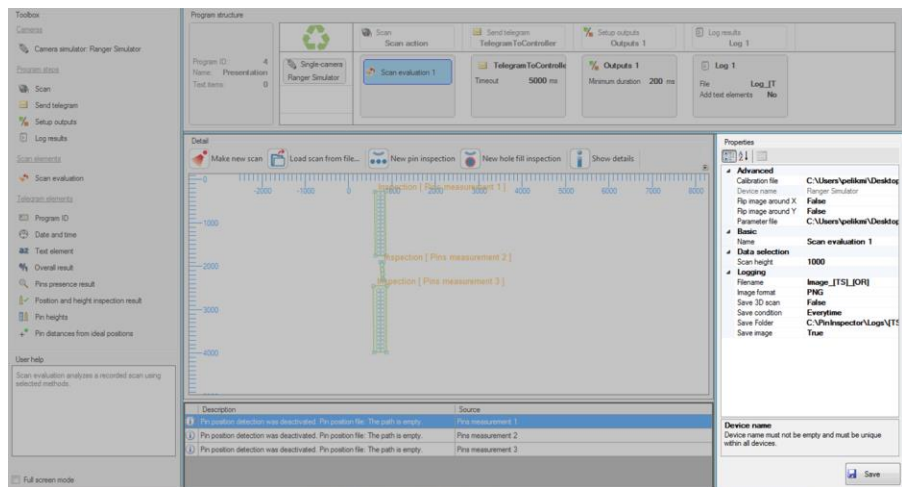 Toolbox
Cameras
Camera simulator: Ranger Simulator
Program steps
Scan
Send telegram
Setup outputs
Log results
Scan elements
Scan evaluation
Telegram elements
Program ID
Date and time
Text element
Overall result
Pins presence result
Position and height inspection result
Pin heights
Pin distances from ideal positions
User help
Scan evaluation analyzes a recorded scan using
selected methods.
Full screen mode
Program structure
Program ID: 4
Name: Presentation
Test items: 0
Single-camera
Ranger Simulator
Scan
Scan action
Scan evaluation 1
Send telegram
TelegramToController
TelegramToControlle
Timeout 5000 ms
Setup outputs
Outputs 1
Outputs 1
Minimum duration 200 ms
Log results
Log 1
Log 1
File Log_[T
Add text elements No
Detail
Make new scan
Load scan from file...
New pin inspection
New hole fill inspection
Show details
0
-2000 -1000 0 1000 2000 3000 4000 5000 6000 7000 8000
Inspection [ Pins measurement 1 ]
-1000
Inspection [ Pins measurement 2 ]
-2000
Inspection [ Pins measurement 3 ]
-3000
-4000
Description Source
Pin position detection was deactivated. Pin position file: The path is empty. Pins measurement 1
Pin position detection was deactivated. Pin position file: The path is empty. Pins measurement 2
Pin position detection was deactivated. Pin position file: The path is empty. Pins measurement 3
Properties
Advanced
Calibration file C:\Users\pelikmi\Desktop
Device name Ranger Simulator
Flip image around X False
Flip image around Y False
Parameter file C:\Users\pelikmi\Desktop
Basic
Name Scan evaluation 1
Data selection
Scan height 1000
Logging
Filename Image_[TS]_[OR]
Image format PNG
Save 3D scan False
Save condition Everytime
Save Folder C:\PinInspector\Logs\[TS
Save image True
Device name
Device name must not be empty and must be unique
within all devices.
Save